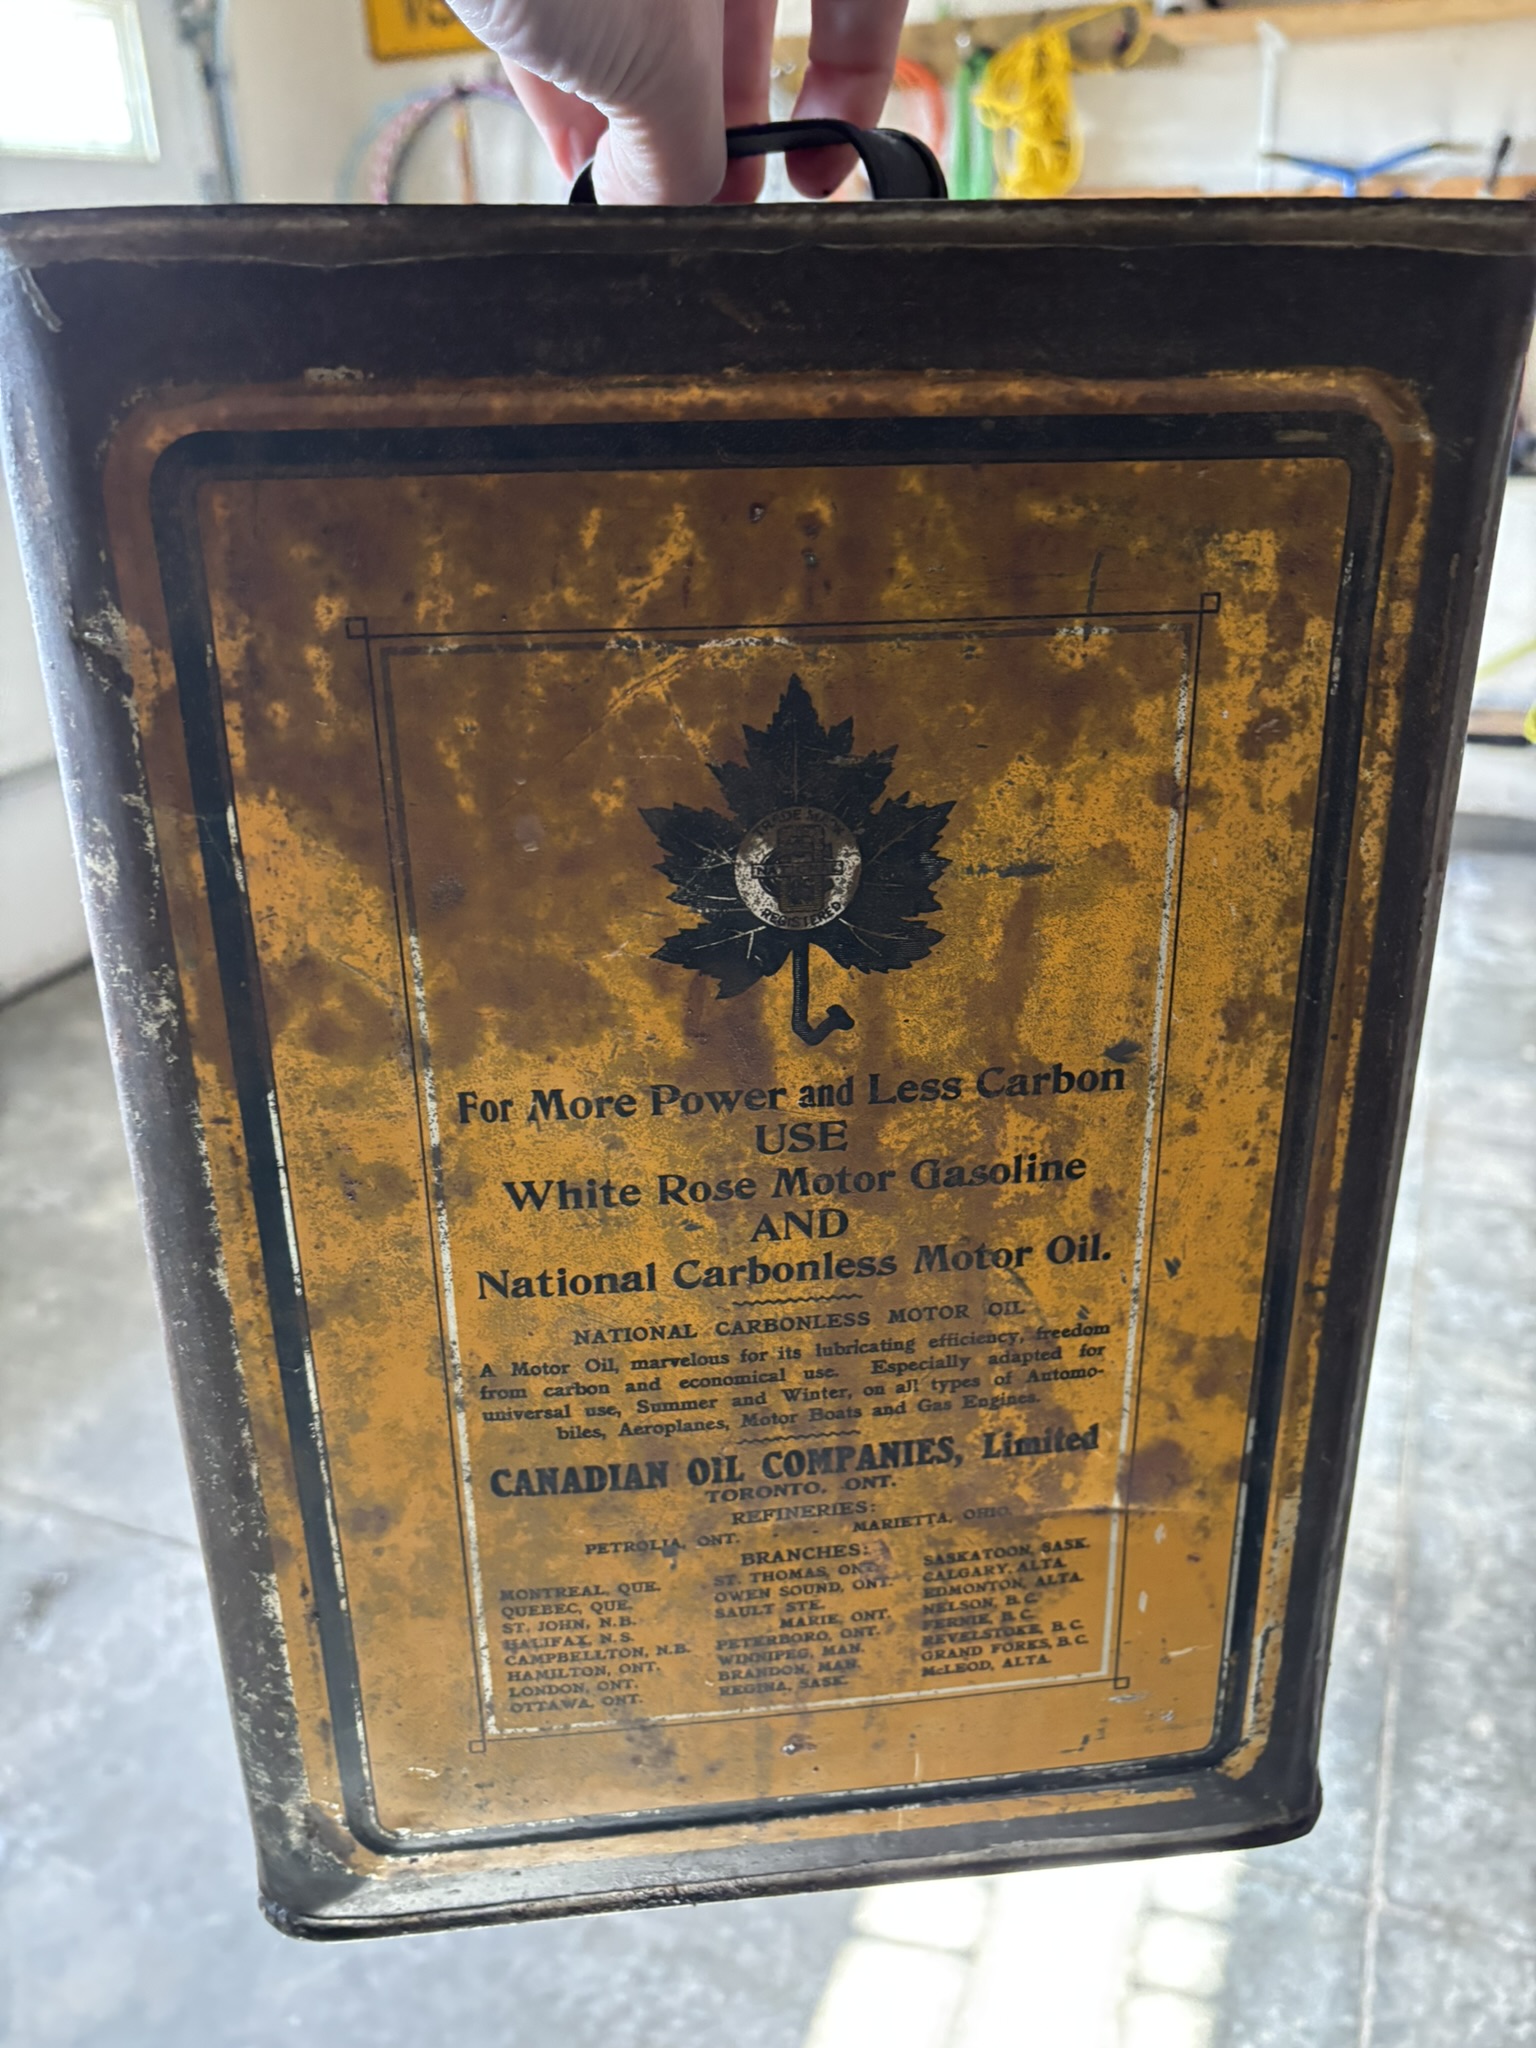 TRADE MARK
NATIONAL
REGISTERED
For More Power and Less Carbon
USE
White Rose Motor Gasoline
AND
National Carbonless Motor Oil.
NATIONAL CARBONLESS MOTOR OIL
A Motor Oil, marvelous for its lubricating efficiency, freedom
from carbon and economical use. Especially adapted for
universal use, Summer and Winter, on all types of Automo-
biles, Aeroplanes, Motor Boats and Gas Engines.
CANADIAN OIL COMPANIES, Limited
TORONTO, ONT.
REFINERIES:
PETROLIA, ONT. - - MARIETTA, OHIO.
BRANCHES:
MONTREAL, QUE.
QUEBEC, QUE.
ST. JOHN, N.B.
HALIFAX, N.S.
CAMPBELLTON, N.B.
HAMILTON, ONT.
LONDON, ONT.
OTTAWA, ONT.
ST. THOMAS, ONT.
OWEN SOUND, ONT.
SAULT STE.
MARIE, ONT.
PETERBORO, ONT.
WINNIPEG, MAN.
BRANDON, MAN.
REGINA, SASK.
SASKATOON, SASK.
CALGARY, ALTA.
EDMONTON, ALTA.
NELSON, B.C.
FERNIE, B.C.
REVELSTOKE, B.C.
GRAND FORKS, B.C.
McLEOD, ALTA.